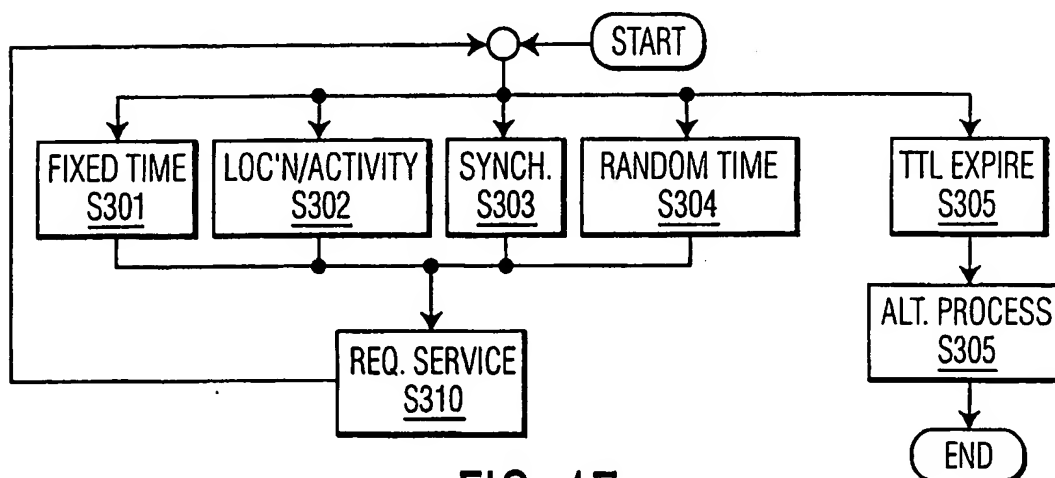 START
FIXED TIME
S301
LOC'N/ACTIVITY
S302
SYNCH.
S303
RANDOM TIME
S304
TTL EXPIRE
S305
REQ. SERVICE
S310
ALT. PROCESS
S305
END